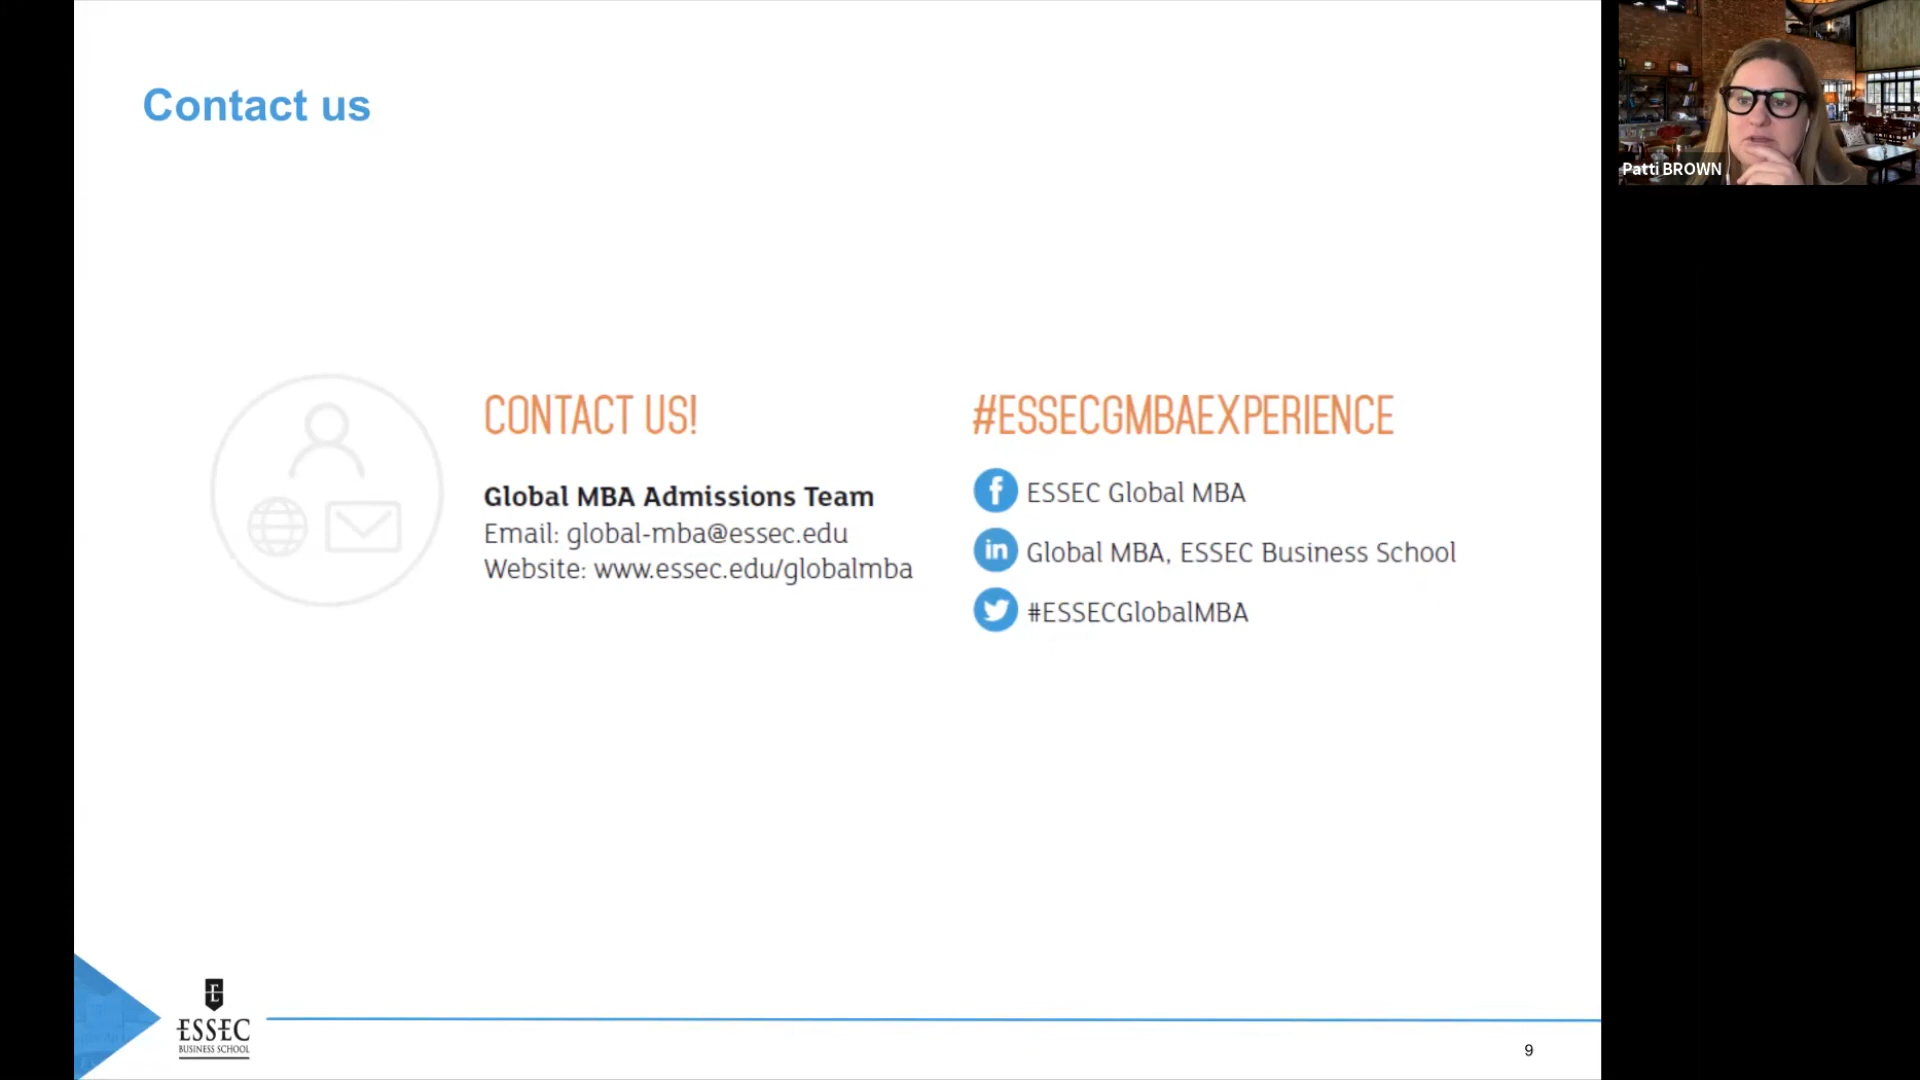 Contact us
CONTACT US!
Global MBA Admissions Team
Email: global-mba@essec.edu
Website: www.essec.edu/globalmba
#ESSECGMBAEXPERIENCE
f ESSEC Global MBA
in Global MBA, ESSEC Business School
#ESSECGlobalMBA
Patti BROWN
E
ESSEC
BUSINESS SCHOOL
9